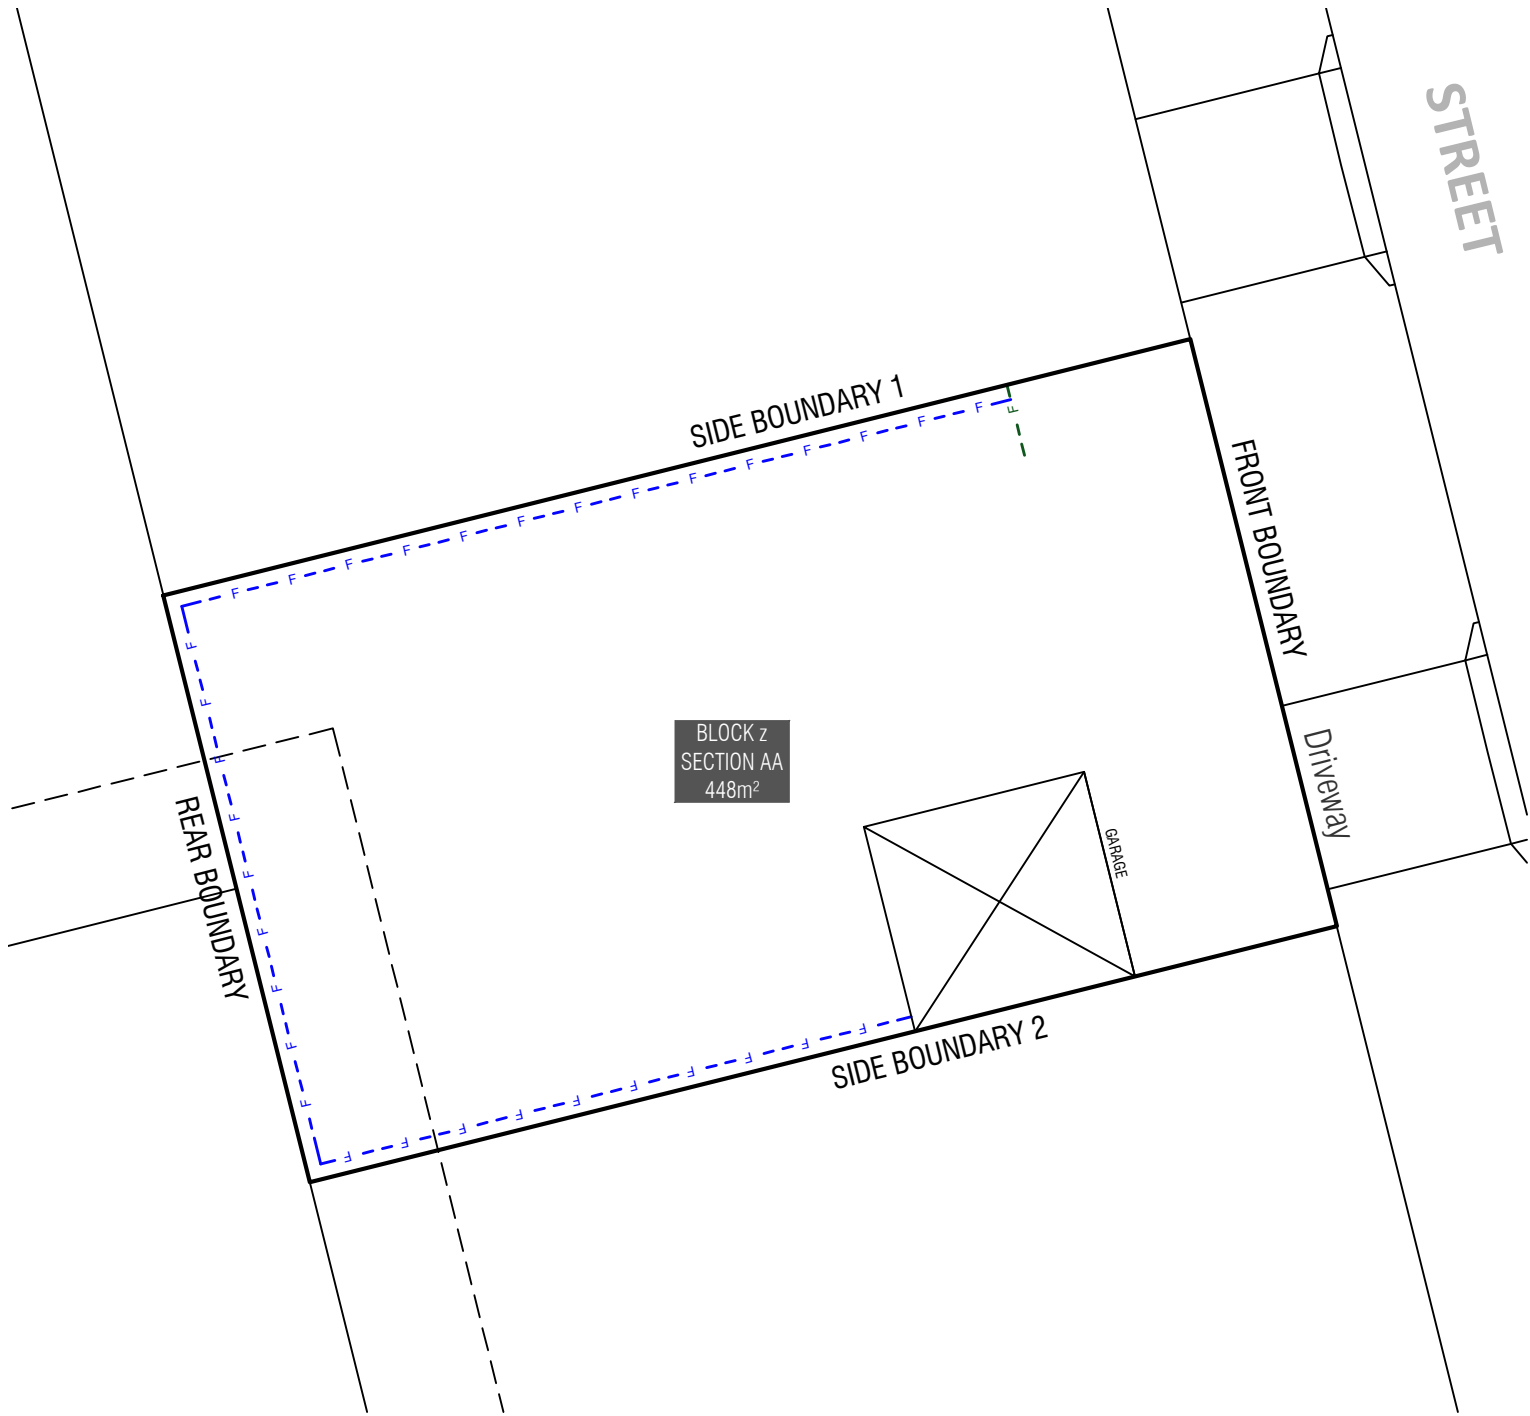 STREET
SIDE BOUNDARY 1
FRONT BOUNDARY
BLOCK z
SECTION AA
448m²
Driveway
REAR BOUNDARY
GARAGE
SIDE BOUNDARY 2
F F F F F F F F F F F F F F
F
F F F F F F F F F
F F F F F F F F F F